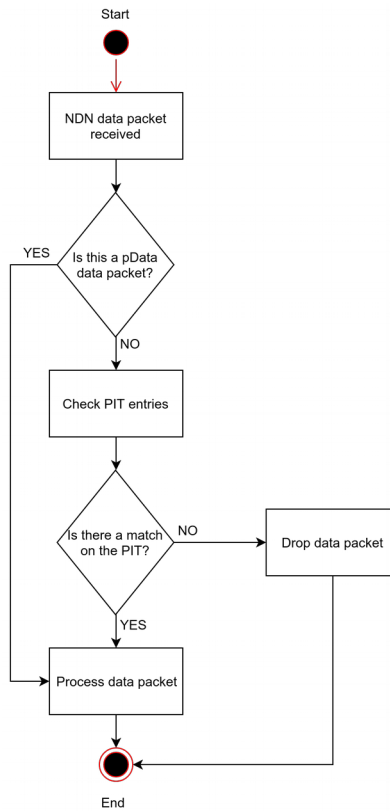 Start
NDN data packet
received
YES
Is this a pData
data packet?
NO
Check PIT entries
Is there a match
on the PIT?
NO
Drop data packet
YES
Process data packet
End